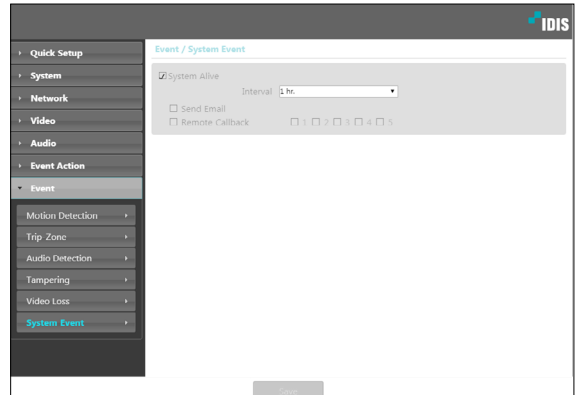 IDIS
Quick Setup
System
Network
Video
Audio
Event Action
Event
Motion Detection
Trip-Zone
Audio Detection
Tampering
Video Loss
System Event
Event / System Event
System Alive
Interval 1 hr.
Send Email
Remote Callback 1 2 3 4 5
Save